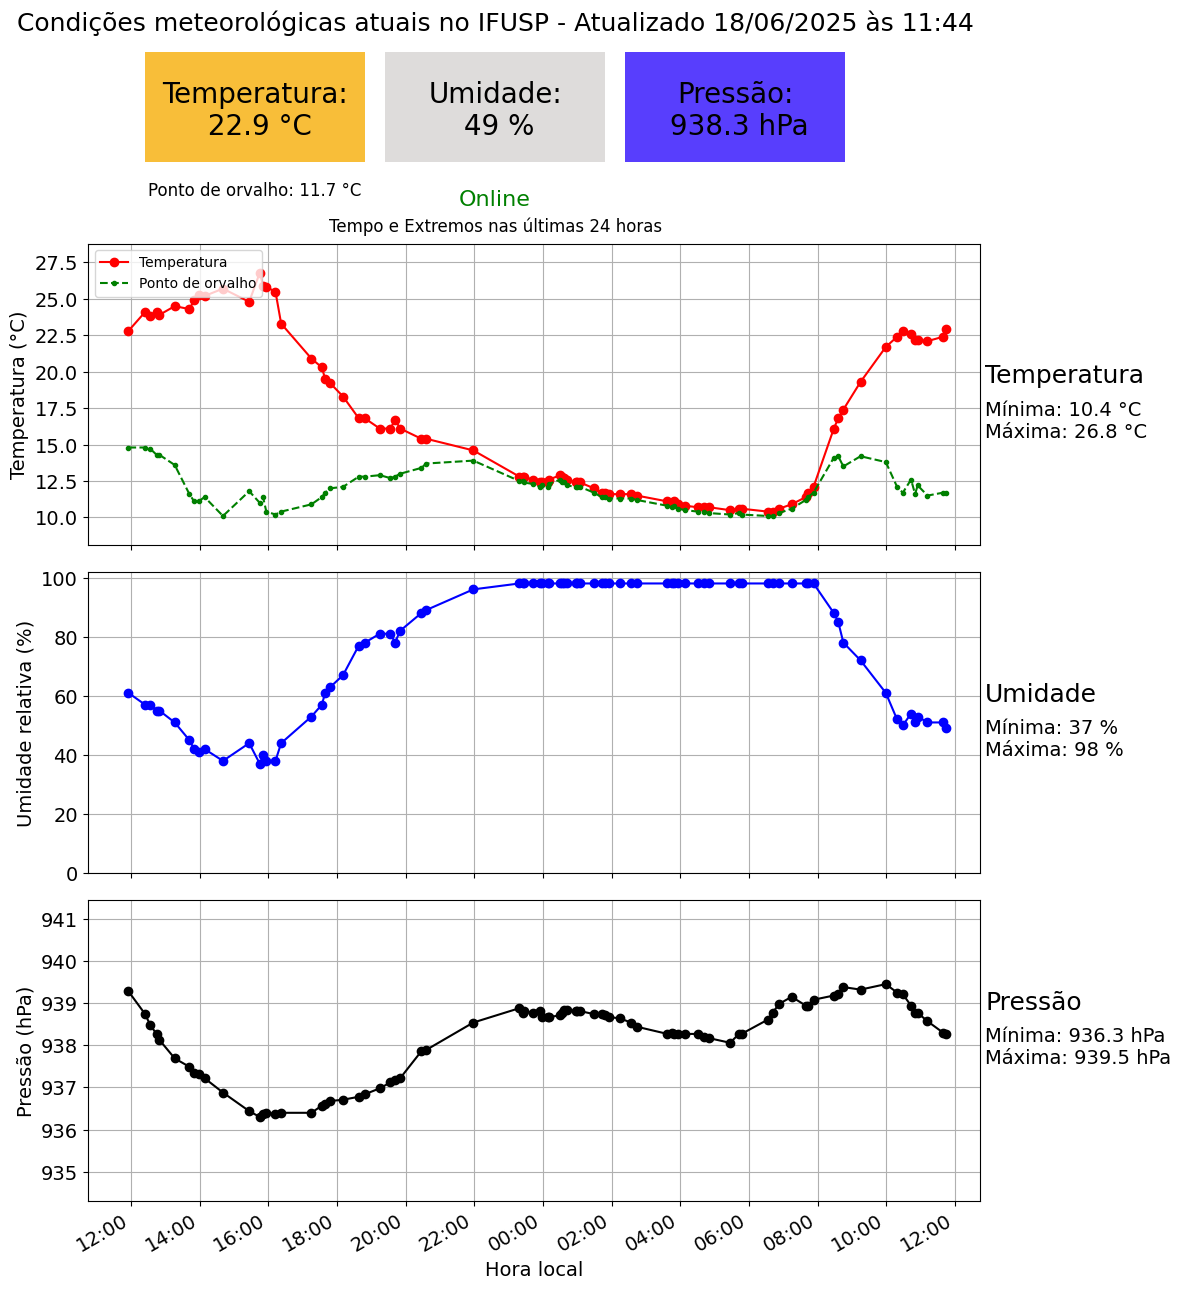 Condições meteorológicas atuais no IFUSP - Atualizado 18/06/2025 às 11:44
Temperatura:
22.9 °C
Umidade:
49 %
Pressão:
938.3 hPa
Ponto de orvalho: 11.7 °C
Online
Tempo e Extremos nas últimas 24 horas
Temperatura (°C)
27.5
25.0
22.5
20.0
17.5
15.0
12.5
10.0
Temperatura
Ponto de orvalho
Temperatura
Mínima: 10.4 °C
Máxima: 26.8 °C
Umidade relativa (%)
100
80
60
40
20
0
Umidade
Mínima: 37 %
Máxima: 98 %
Pressão (hPa)
941
940
939
938
937
936
935
Pressão
Mínima: 936.3 hPa
Máxima: 939.5 hPa
12:00 14:00 16:00 18:00 20:00 22:00 00:00 02:00 04:00 06:00 08:00 10:00 12:00
Hora local